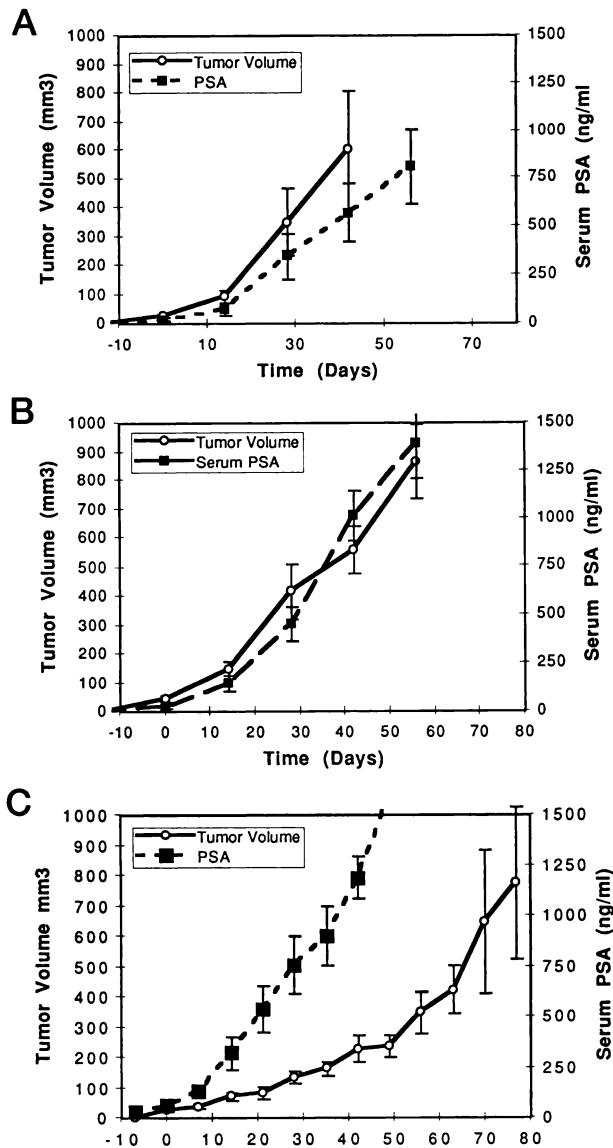 A
Tumor Volume (mm3)
1000
900
800
700
600
500
400
300
200
100
0
Tumor Volume
PSA
1500
1250
1000
750
500
250
0
Serum PSA (ng/ml)
-10 10 30 50 70
Time (Days)
B
Tumor Volume (mm3)
1000
900
800
700
600
500
400
300
200
100
0
Tumor Volume
Serum PSA
1500
1250
1000
750
500
250
0
Serum PSA (ng/ml)
-10 0 10 20 30 40 50 60 70 80
Time (Days)
C
Tumor Volume mm3
1000
900
800
700
600
500
400
300
200
100
0
Tumor Volume
PSA
1500
1250
1000
750
500
250
0
Serum PSA (ng/ml)
-10 0 10 20 30 40 50 60 70 80